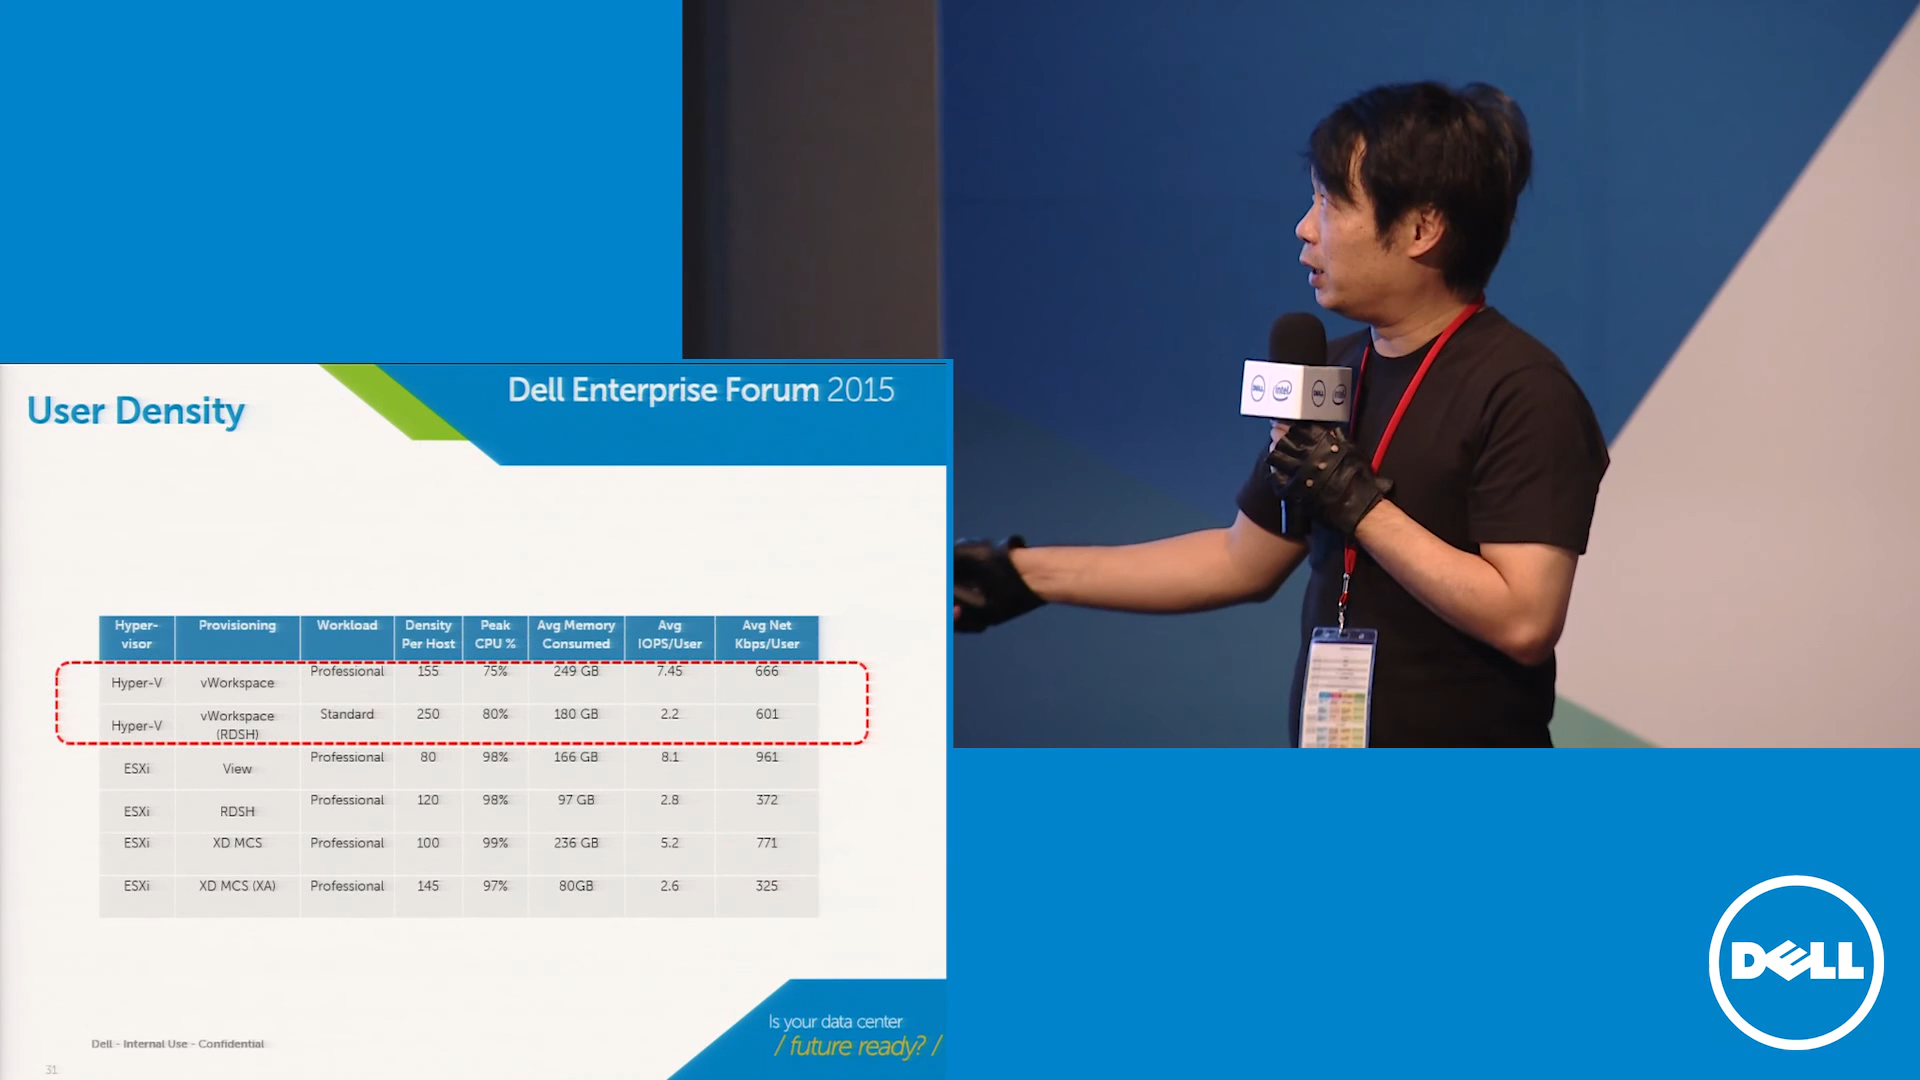 Dell Enterprise Forum 2015
User Density
Hyper-visor Provisioning Workload Density Per Host Peak CPU % Avg Memory Consumed Avg IOPS/User Avg Net Kbps/User
Hyper-V vWorkspace Professional 155 75% 249 GB 7.45 666
Hyper-V vWorkspace (RDSH) Standard 250 80% 180 GB 2.2 601
ESXi View Professional 80 98% 166 GB 8.1 961
ESXi RDSH Professional 120 98% 97 GB 2.8 372
ESXi XD MCS Professional 100 99% 236 GB 5.2 771
ESXi XD MCS (XA) Professional 145 97% 80GB 2.6 325
Is your data center
/ future ready? /
Dell - Internal Use - Confidential
31
DELL intel DELL intel
DELL